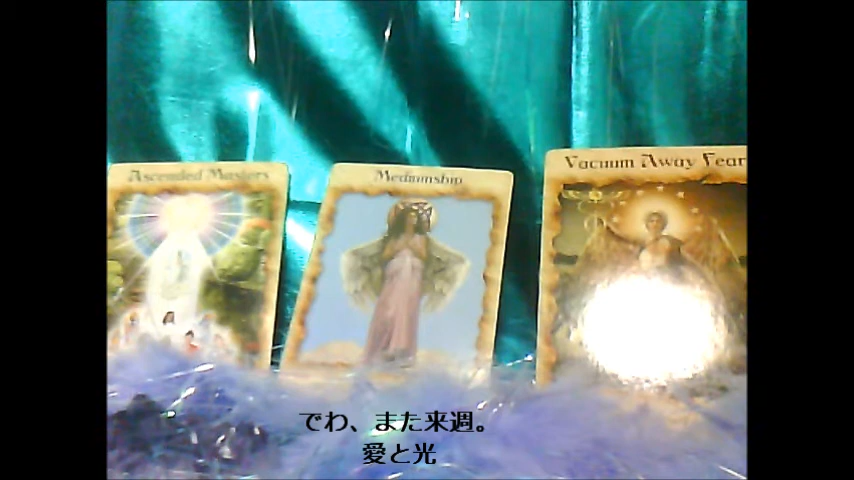 Ascended Masters
Mediumship
Vacuum Away Fear
でわ、また来週。
愛と光